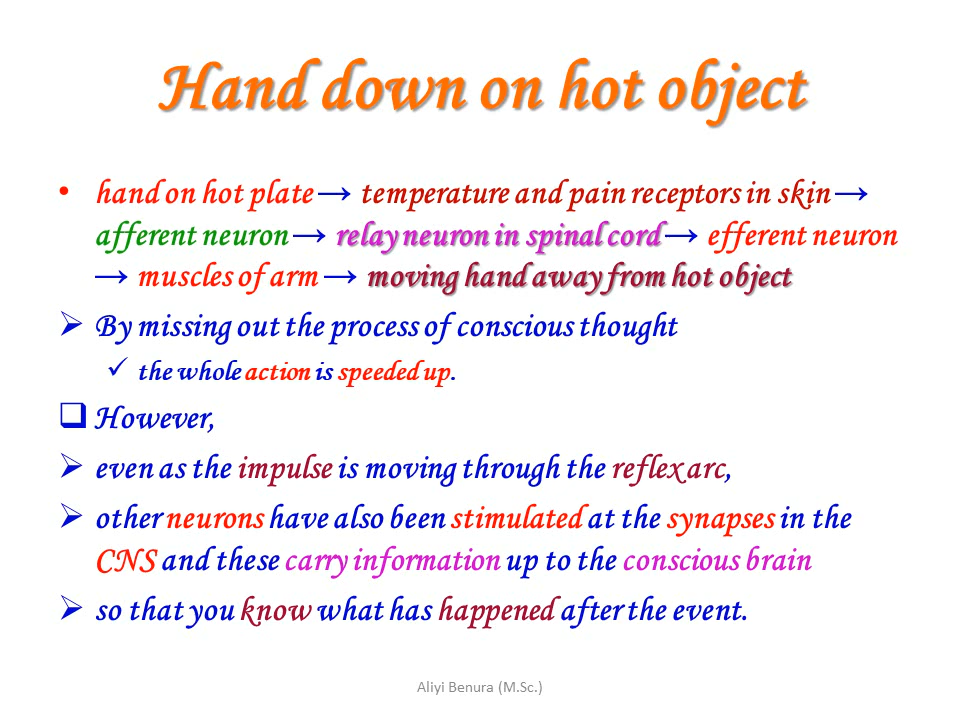 Hand down on hot object
• hand on hot plate → temperature and pain receptors in skin →
afferent neuron → relay neuron in spinal cord → efferent neuron
→ muscles of arm → moving hand away from hot object
➢ By missing out the process of conscious thought
✓ the whole action is speeded up.
❑ However,
➢ even as the impulse is moving through the reflex arc,
➢ other neurons have also been stimulated at the synapses in the
CNS and these carry information up to the conscious brain
➢ so that you know what has happened after the event.
Aliyi Benura (M.Sc.)